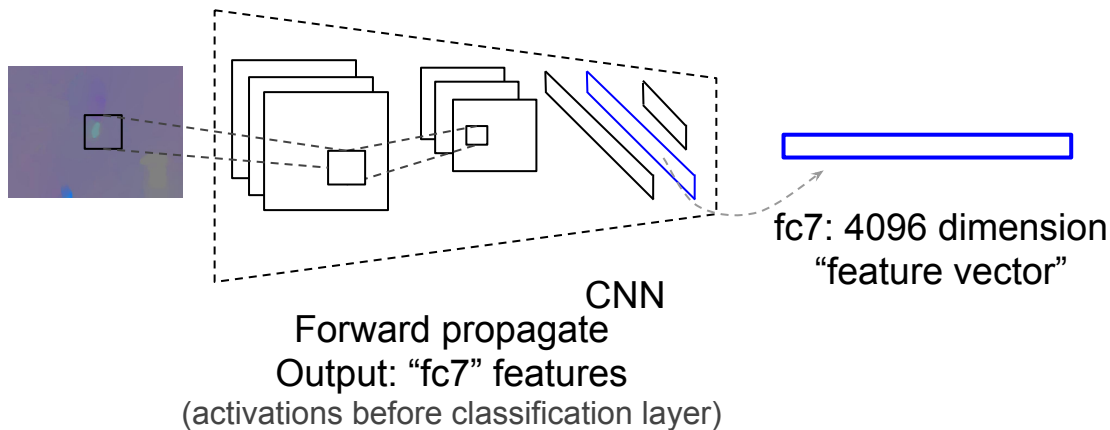 fc7: 4096 dimension
“feature vector”
CNN
Forward propagate
Output: “fc7” features
(activations before classification layer)